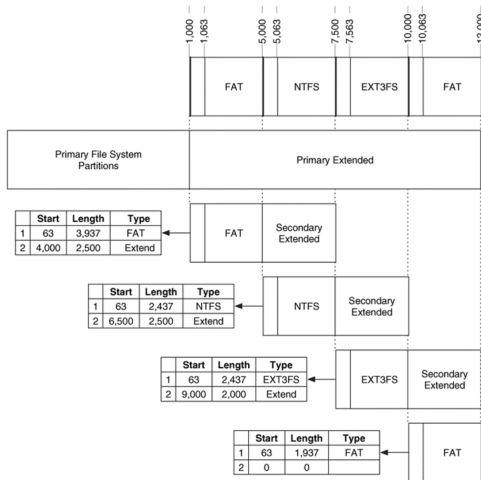 1,000 1,063 5,000 5,063 7,500 7,563 10,000 10,063 12,000
FAT NTFS EXT3FS FAT
Primary File System
Partitions
Primary Extended
Start Length Type
1 63 3,937 FAT
2 4,000 2,500 Extend
FAT
Secondary
Extended
Start Length Type
1 63 2,437 NTFS
2 6,500 2,500 Extend
NTFS
Secondary
Extended
Start Length Type
1 63 2,437 EXT3FS
2 9,000 2,000 Extend
EXT3FS
Secondary
Extended
Start Length Type
1 63 1,937 FAT
2 0 0
FAT